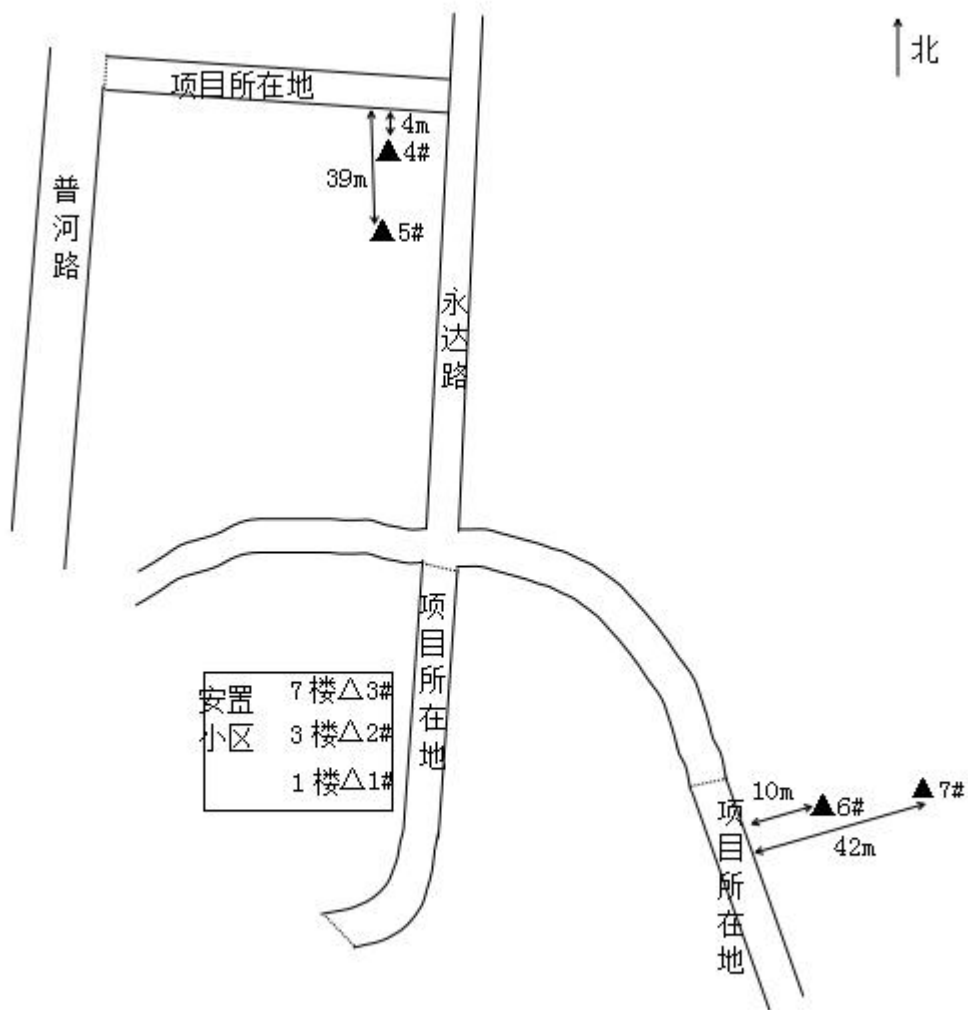 北
项目所在地
4m
▲4#
39m
▲5#
普河路
永达路
项目所在地
安置小区
7 楼△3#
3 楼△2#
1 楼△1#
10m
▲6#
▲7#
42m
项目所在地